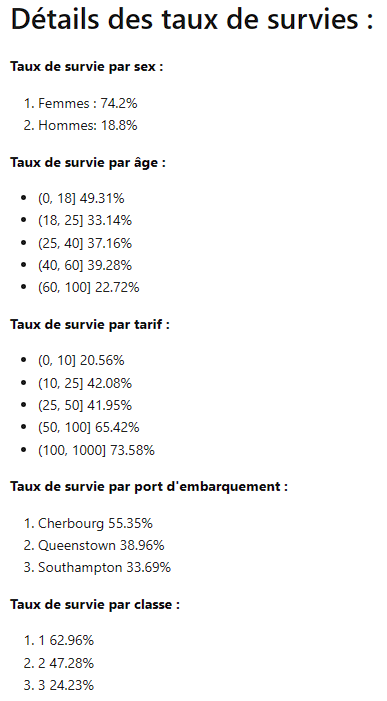 Détails des taux de survies :
Taux de survie par sex :
1. Femmes : 74.2%
2. Hommes: 18.8%
Taux de survie par âge :
• (0, 18] 49.31%
• (18, 25] 33.14%
• (25, 40] 37.16%
• (40, 60] 39.28%
• (60, 100] 22.72%
Taux de survie par tarif :
• (0, 10] 20.56%
• (10, 25] 42.08%
• (25, 50] 41.95%
• (50, 100] 65.42%
• (100, 1000] 73.58%
Taux de survie par port d'embarquement :
1. Cherbourg 55.35%
2. Queenstown 38.96%
3. Southampton 33.69%
Taux de survie par classe :
1. 1 62.96%
2. 2 47.28%
3. 3 24.23%